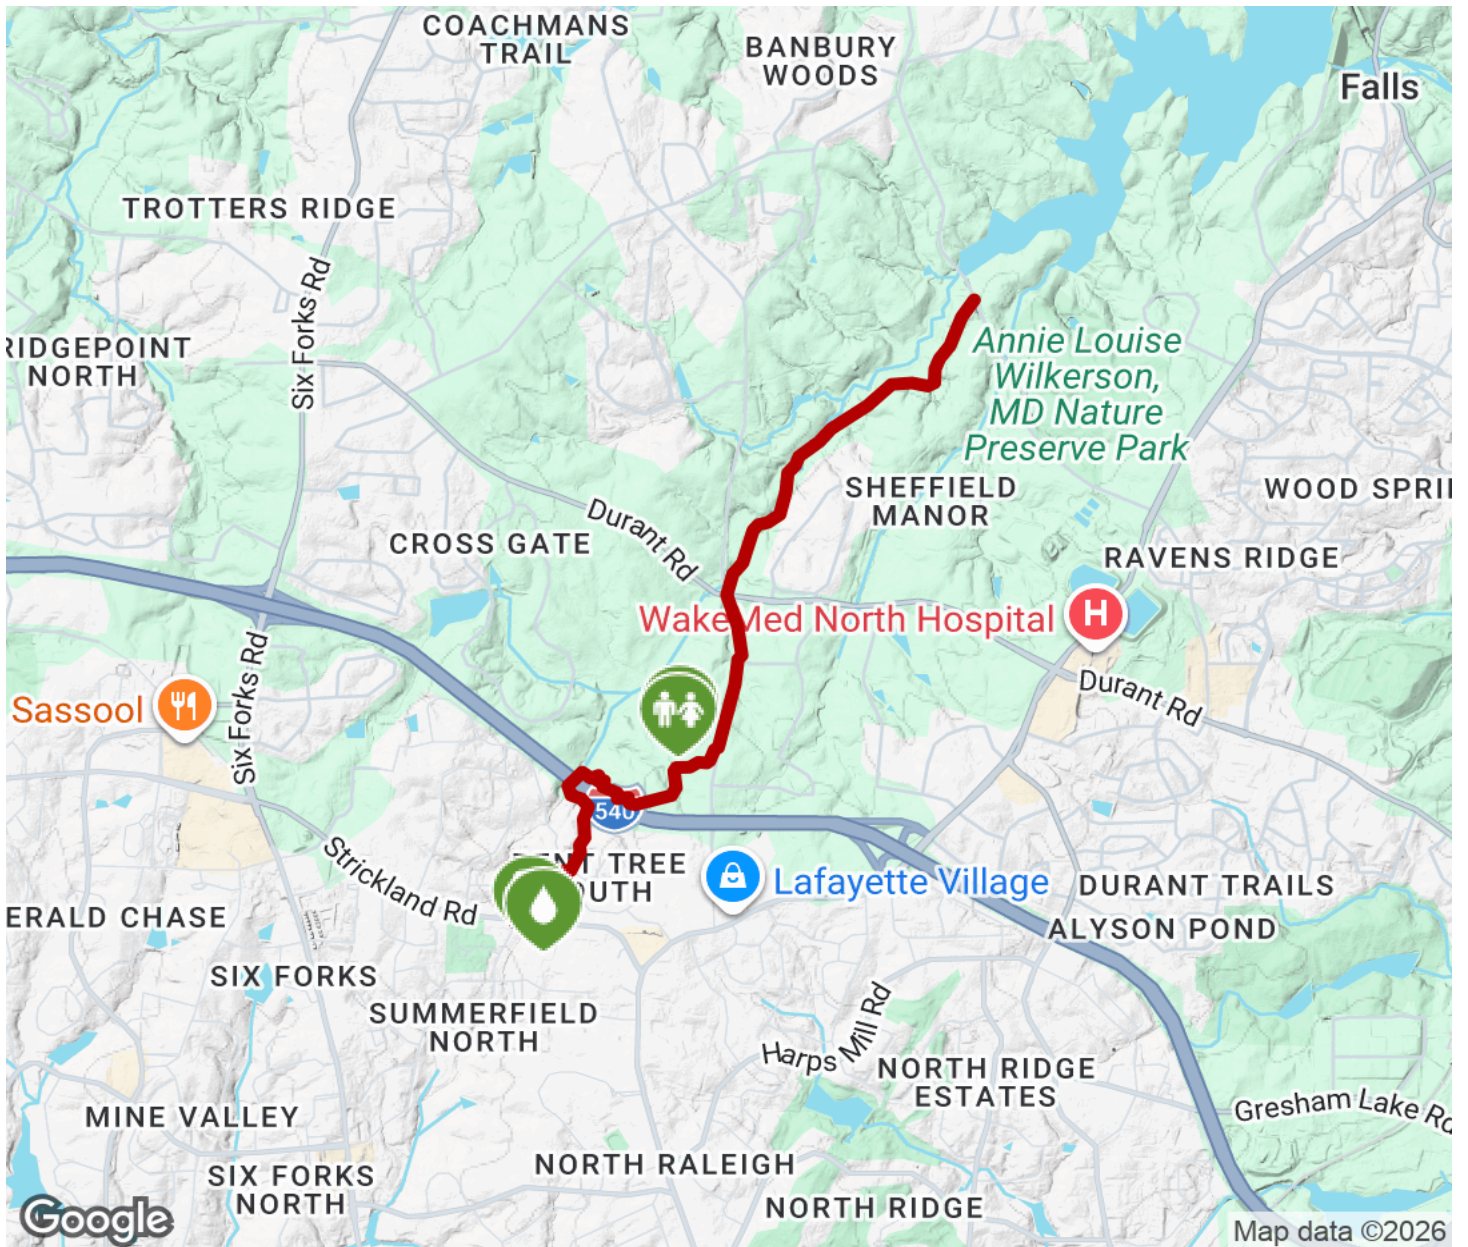 COACHMANS
TRAIL
BANBURY
WOODS
Falls
TROTTERS RIDGE
Six Forks Rd
RIDGEPOINT
NORTH
Annie Louise
Wilkerson,
MD Nature
Preserve Park
SHEFFIELD
MANOR
WOOD SPRI
Durant Rd
CROSS GATE
RAVENS RIDGE
WakeMed North Hospital
H
Six Forks Rd
Sassool
Durant Rd
540
Strickland Rd
TREE
Lafayette Village
DURANT TRAILS
ERALD CHASE
ALYSON POND
SIX FORKS
SUMMERFIELD
NORTH
Harps Mill Rd
NORTH RIDGE
ESTATES
Gresham Lake Rd
MINE VALLEY
NORTH RALEIGH
SIX FORKS
NORTH
NORTH RIDGE
Google
Map data ©2026